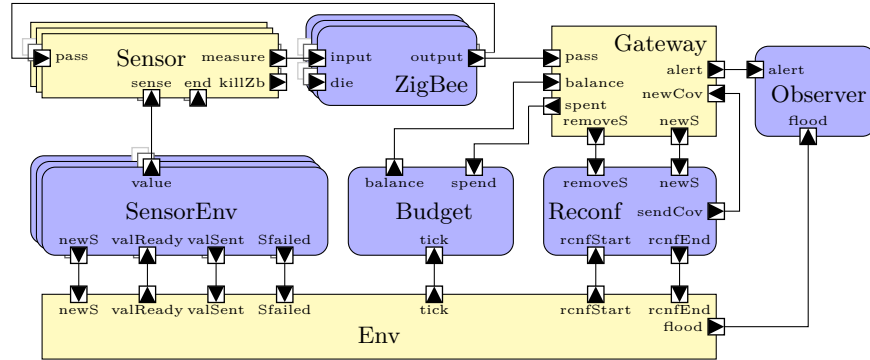 pass
Sensor
measure
sense
end
killZb
input
output
die
ZigBee
pass
Gateway
balance
alert
spent
newCov
removeS
newS
alert
Observer
flood
value
SensorEnv
newS
valReady
valSent
Sfailed
balance
spend
Budget
tick
removeS
newS
Reconf
sendCov
rcnfStart
rcnfEnd
newS
valReady
valSent
Sfailed
tick
rcnfStart
rcnfEnd
flood
Env